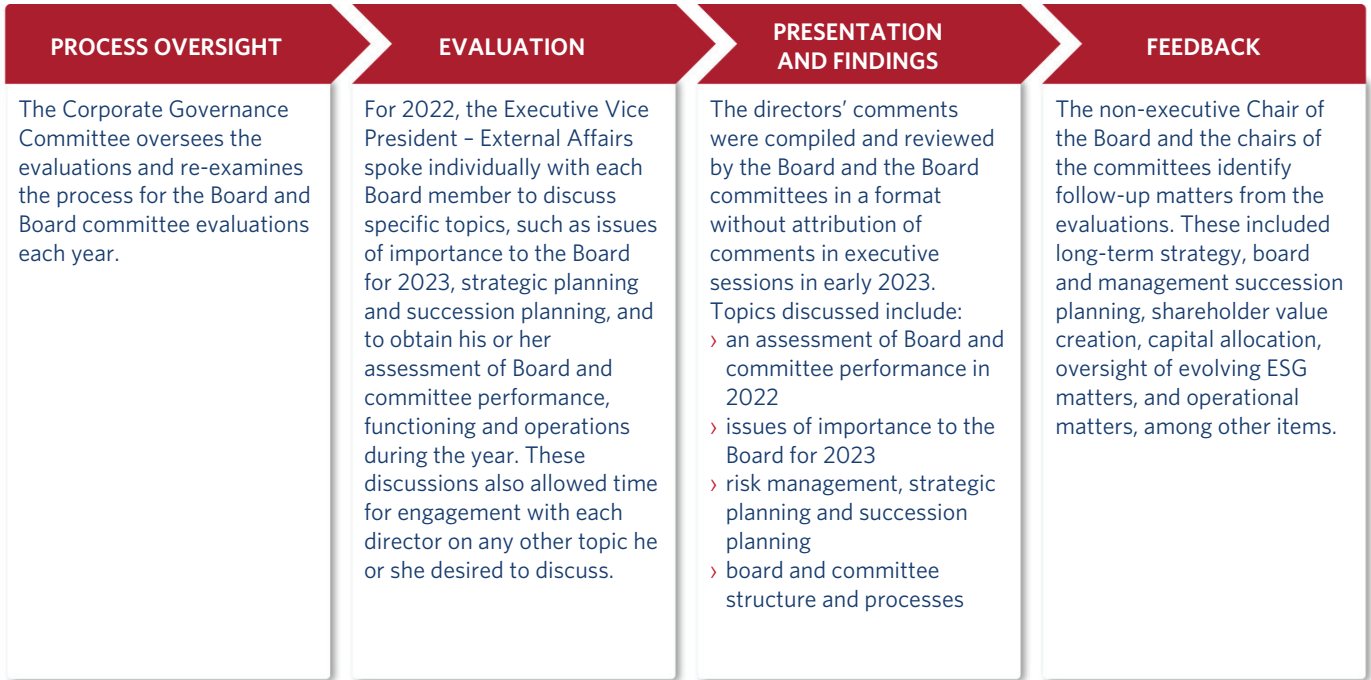 PROCESS OVERSIGHT
The Corporate Governance
Committee oversees the
evaluations and re-examines
the process for the Board and
Board committee evaluations
each year.
EVALUATION
For 2022, the Executive Vice
President – External Affairs
spoke individually with each
Board member to discuss
specific topics, such as issues
of importance to the Board
for 2023, strategic planning
and succession planning, and
to obtain his or her
assessment of Board and
committee performance,
functioning and operations
during the year. These
discussions also allowed time
for engagement with each
director on any other topic he
or she desired to discuss.
PRESENTATION
AND FINDINGS
The directors’ comments
were compiled and reviewed
by the Board and the Board
committees in a format
without attribution of
comments in executive
sessions in early 2023.
Topics discussed include:
› an assessment of Board and
committee performance in
2022
› issues of importance to the
Board for 2023
› risk management, strategic
planning and succession
planning
› board and committee
structure and processes
FEEDBACK
The non-executive Chair of
the Board and the chairs of
the committees identify
follow-up matters from the
evaluations. These included
long-term strategy, board
and management succession
planning, shareholder value
creation, capital allocation,
oversight of evolving ESG
matters, and operational
matters, among other items.